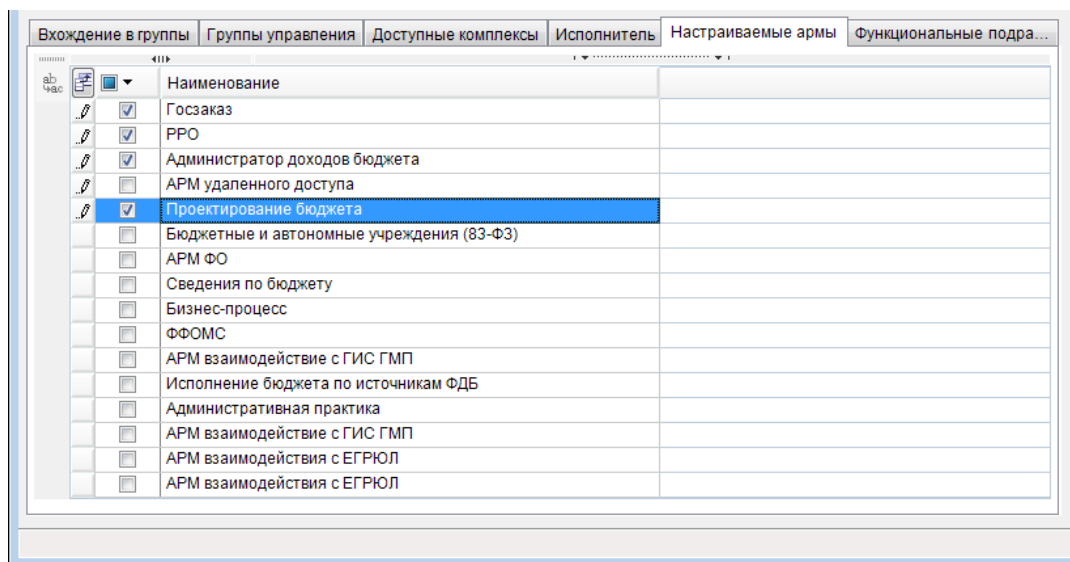 Вхождение в группы Группы управления Доступные комплексы Исполнитель Настраиваемые армы Функциональные подра...
ab
ac
Наименование
Госзаказ
РРО
Администратор доходов бюджета
АРМ удаленного доступа
Проектирование бюджета
Бюджетные и автономные учреждения (83-ФЗ)
АРМ ФО
Сведения по бюджету
Бизнес-процесс
ФФОМС
АРМ взаимодействие с ГИС ГМП
Исполнение бюджета по источникам ФДБ
Административная практика
АРМ взаимодействие с ГИС ГМП
АРМ взаимодействия с ЕГРЮЛ
АРМ взаимодействия с ЕГРЮЛ